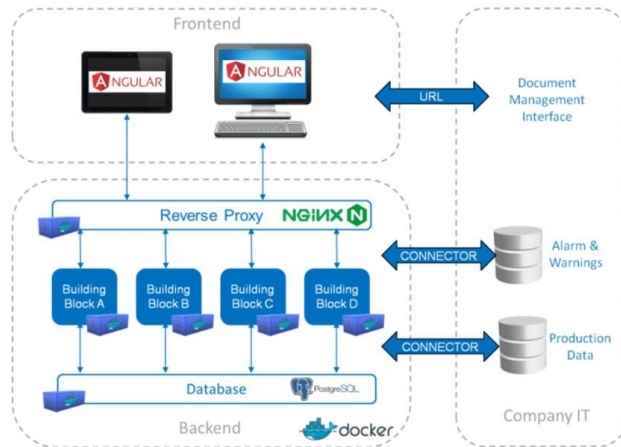 Frontend
ANGULAR
ANGULAR
URL
Document
Management
Interface
Reverse Proxy
NGINX
N
Building
Block A
Building
Block B
Building
Block C
Building
Block D
CONNECTOR
Alarm &
Warnings
CONNECTOR
Production
Data
Database
PostgreSQL
Backend
docker
Company IT